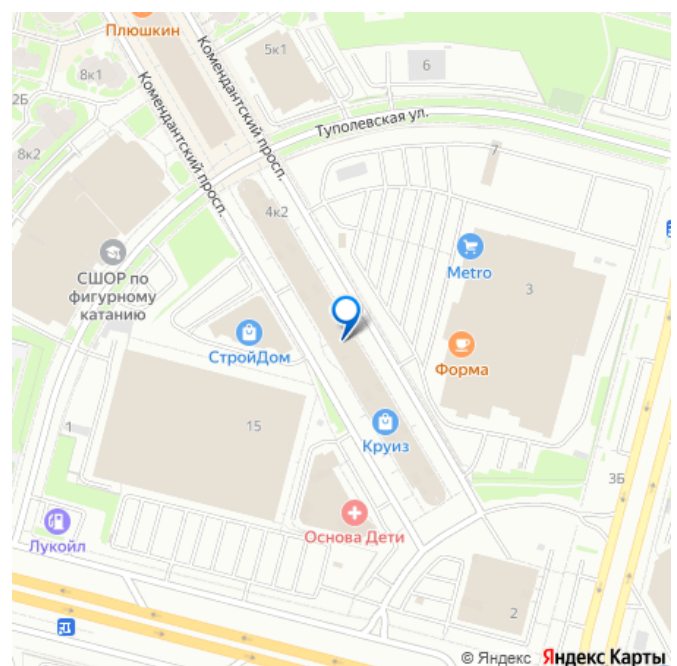 Плюшкин
Комендантский просп.
5к1
6
8к1
2Б
Комендантский просп.
Туполевская ул.
7
8к2
4к2
СШОР по
фигурному
катанию
Metro
3
СтройДом
Форма
15
Круиз
1
3Б
Лукойл
Основа Дети
2
© Яндекс Яндекс Карты